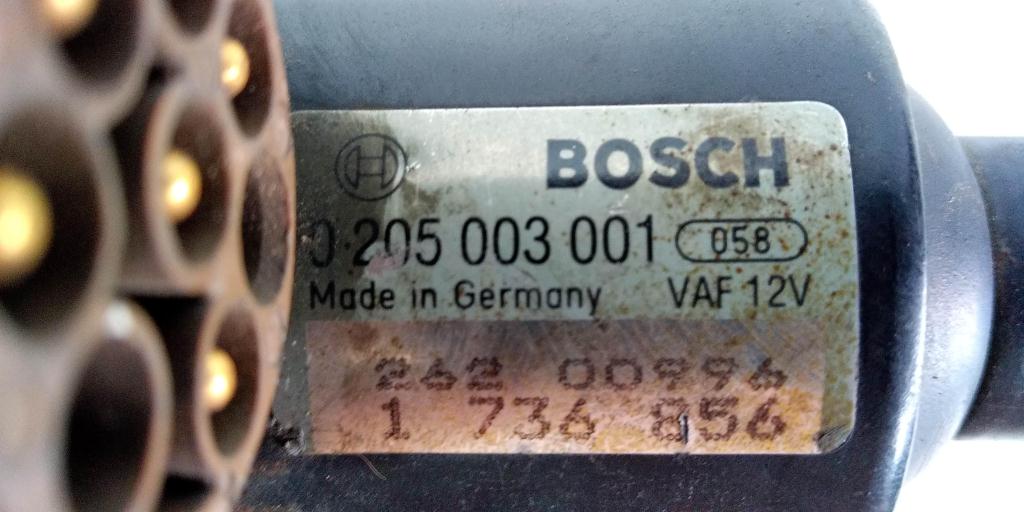 BOSCH
0 205 003 001 058
Made in Germany VAF 12V
262 00996
1 736 856